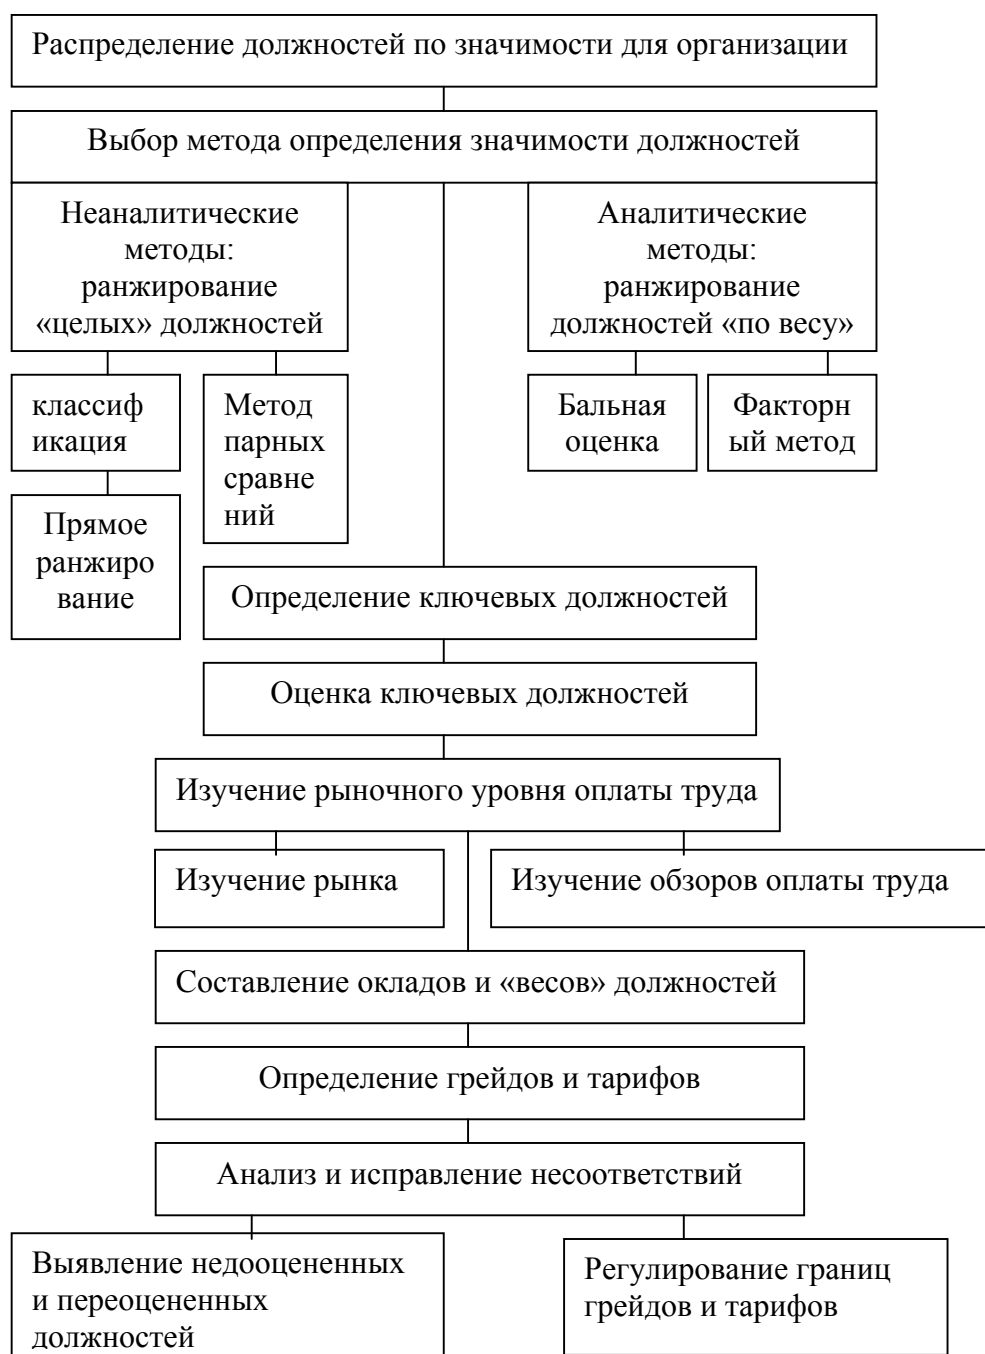 Распределение должностей по значимости для организации
Выбор метода определения значимости должностей
Неаналитические
методы:
ранжирование
«целых» должностей
Аналитические
методы:
ранжирование
должностей «по весу»
классиф
икация
Метод
парных
сравне
ний
Бальная
оценка
Факторн
ый метод
Прямое
ранжиро
вание
Определение ключевых должностей
Оценка ключевых должностей
Изучение рыночного уровня оплаты труда
Изучение рынка
Изучение обзоров оплаты труда
Составление окладов и «весов» должностей
Определение грейдов и тарифов
Анализ и исправление несоответствий
Выявление недооцененных
и переоцененных
должностей
Регулирование границ
грейдов и тарифов